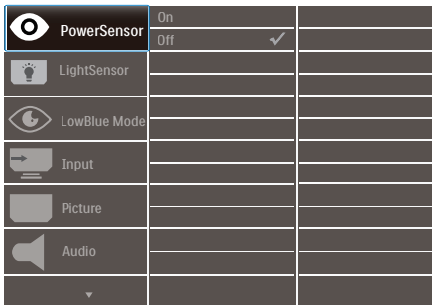 PowerSensor
On
Off
LightSensor
LowBlue Mode
Input
Picture
Audio